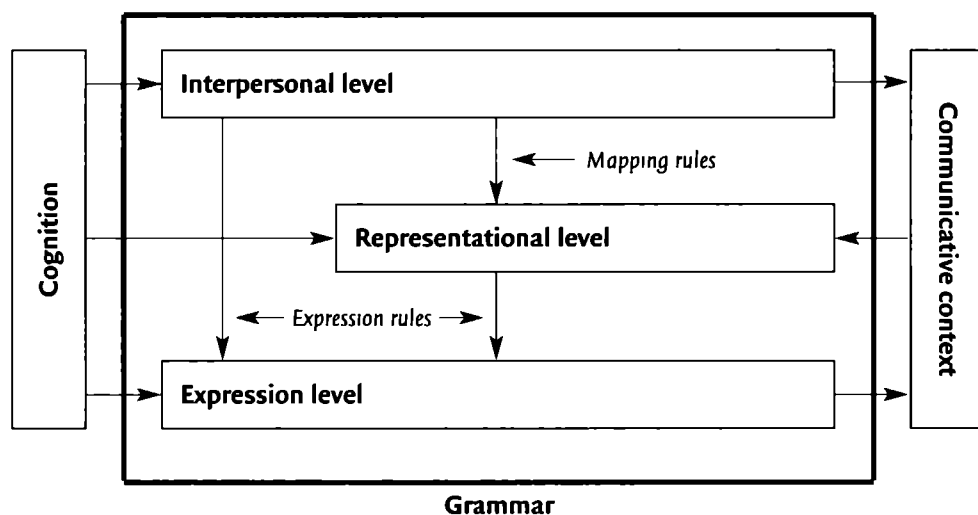 Interpersonal level
Mapping rules
Cognition
Representational level
Communicative context
Expression rules
Expression level
Grammar